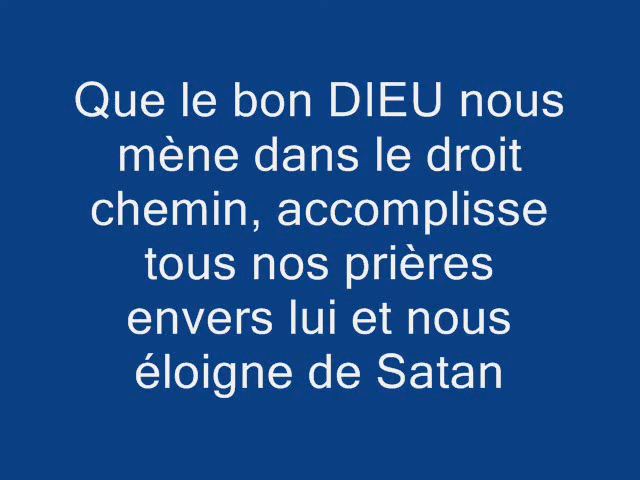 Que le bon DIEU nous
mène dans le droit
chemin, accomplisse
tous nos prières
envers lui et nous
éloigne de Satan